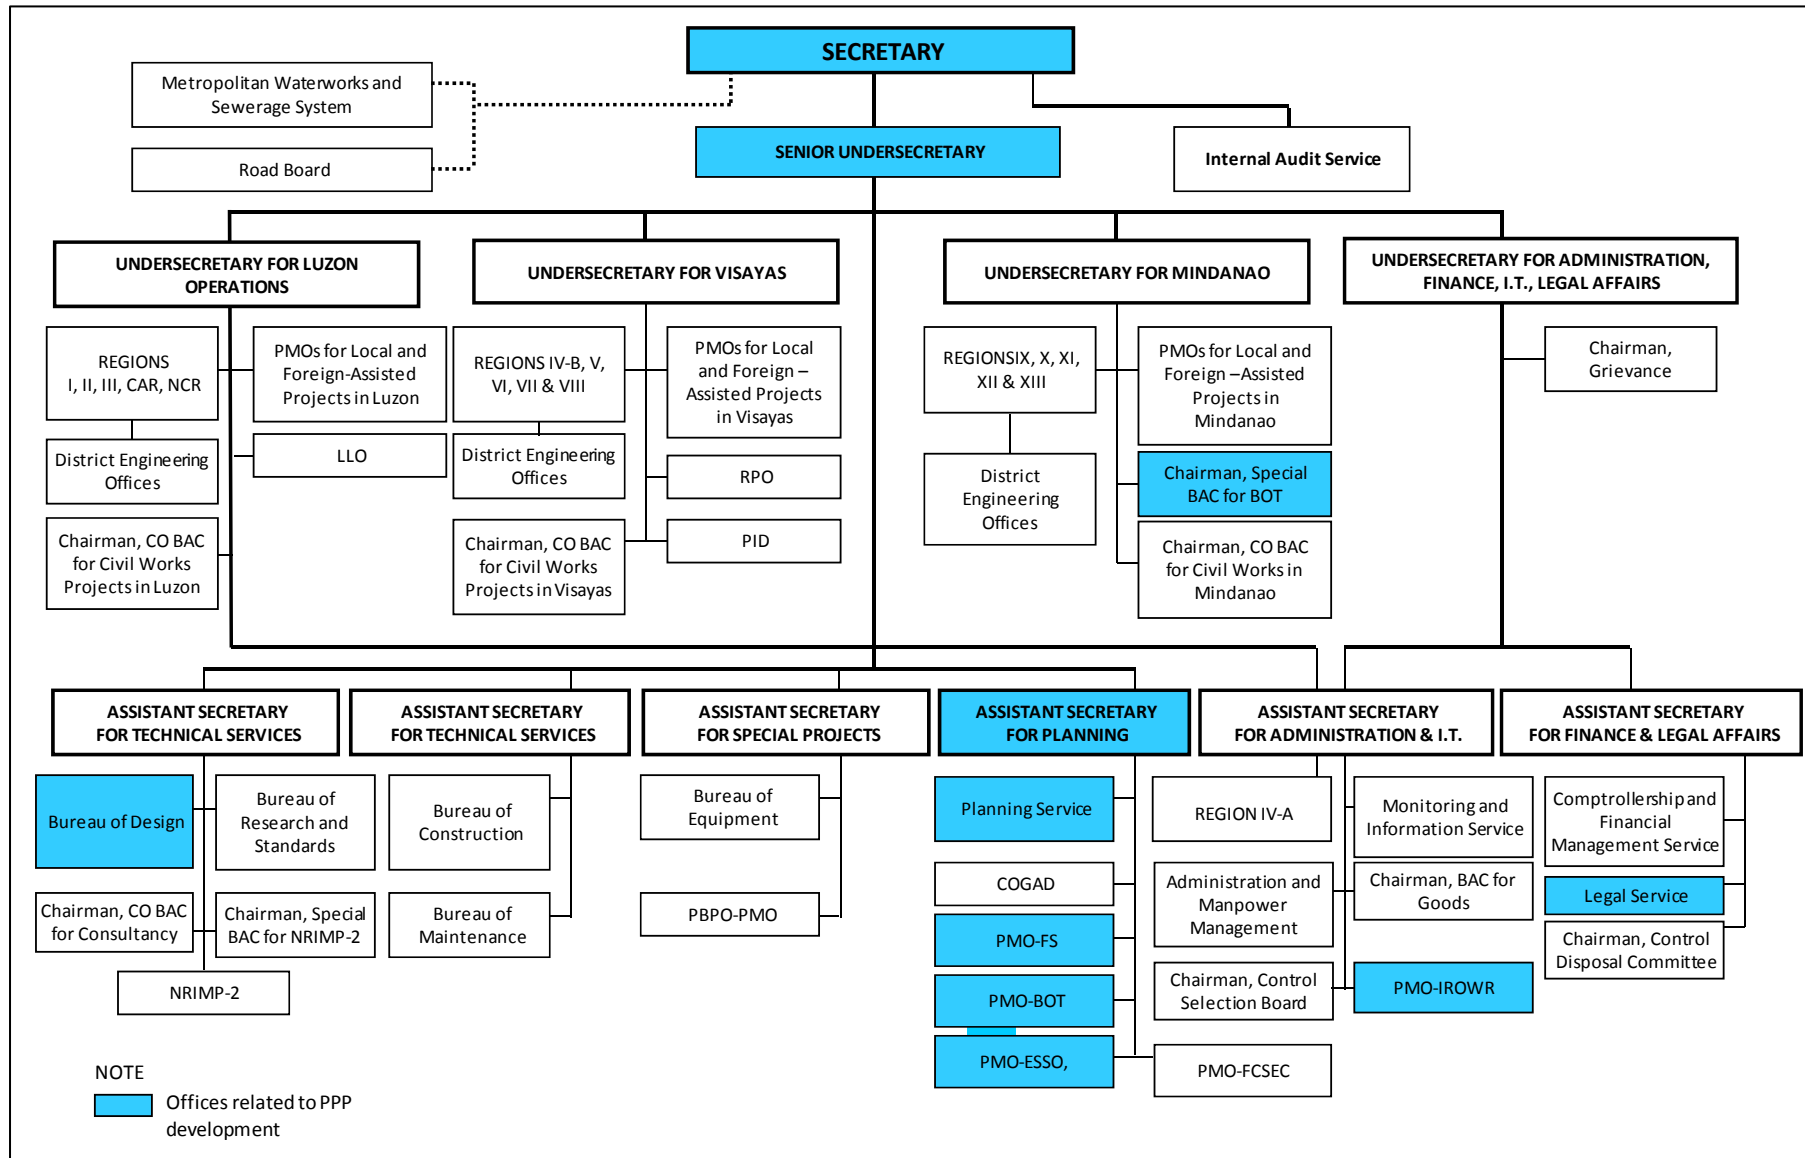 SECRETARY
Metropolitan Waterworks and
Sewerage System
SENIOR UNDERSECRETARY
Internal Audit Service
Road Board
UNDERSECRETARY FOR LUZON
OPERATIONS
UNDERSECRETARY FOR VISAYAS
UNDERSECRETARY FOR MINDANAO
UNDERSECRETARY FOR ADMINISTRATION,
FINANCE, I.T., LEGAL AFFAIRS
REGIONS
I, II, III, CAR, NCR
PMOs for Local and
Foreign-Assisted
Projects in Luzon
District Engineering
Offices
LLO
Chairman, CO BAC
for Civil Works
Projects in Luzon
REGIONS IV-B, V,
VI, VII & VIII
PMOs for Local
and Foreign –
Assisted Projects
in Visayas
District Engineering
Offices
RPO
Chairman, CO BAC
for Civil Works
Projects in Visayas
PID
REGIONSIX, X, XI,
XII & XIII
PMOs for Local and
Foreign –Assisted
Projects in
Mindanao
District
Engineering
Offices
Chairman, Special
BAC for BOT
Chairman, CO BAC
for Civil Works in
Mindanao
Chairman,
Grievance
ASSISTANT SECRETARY
FOR TECHNICAL SERVICES
ASSISTANT SECRETARY
FOR TECHNICAL SERVICES
ASSISTANT SECRETARY
FOR SPECIAL PROJECTS
ASSISTANT SECRETARY
FOR PLANNING
ASSISTANT SECRETARY
FOR ADMINISTRATION & I.T.
ASSISTANT SECRETARY
FOR FINANCE & LEGAL AFFAIRS
Bureau of Design
Bureau of
Research and
Standards
Chairman, CO BAC
for Consultancy
Chairman, Special
BAC for NRIMP-2
NRIMP-2
Bureau of
Construction
Bureau of
Maintenance
Bureau of
Equipment
PBPO-PMO
Planning Service
COGAD
PMO-FS
PMO-BOT
PMO-ESSO,
PMO-FCSEC
REGION IV-A
Monitoring and
Information Service
Administration and
Manpower
Management
Chairman, BAC for
Goods
Chairman, Control
Selection Board
PMO-IROWR
Comptrollership and
Financial
Management Service
Legal Service
Chairman, Control
Disposal Committee
NOTE
Offices related to PPP
development